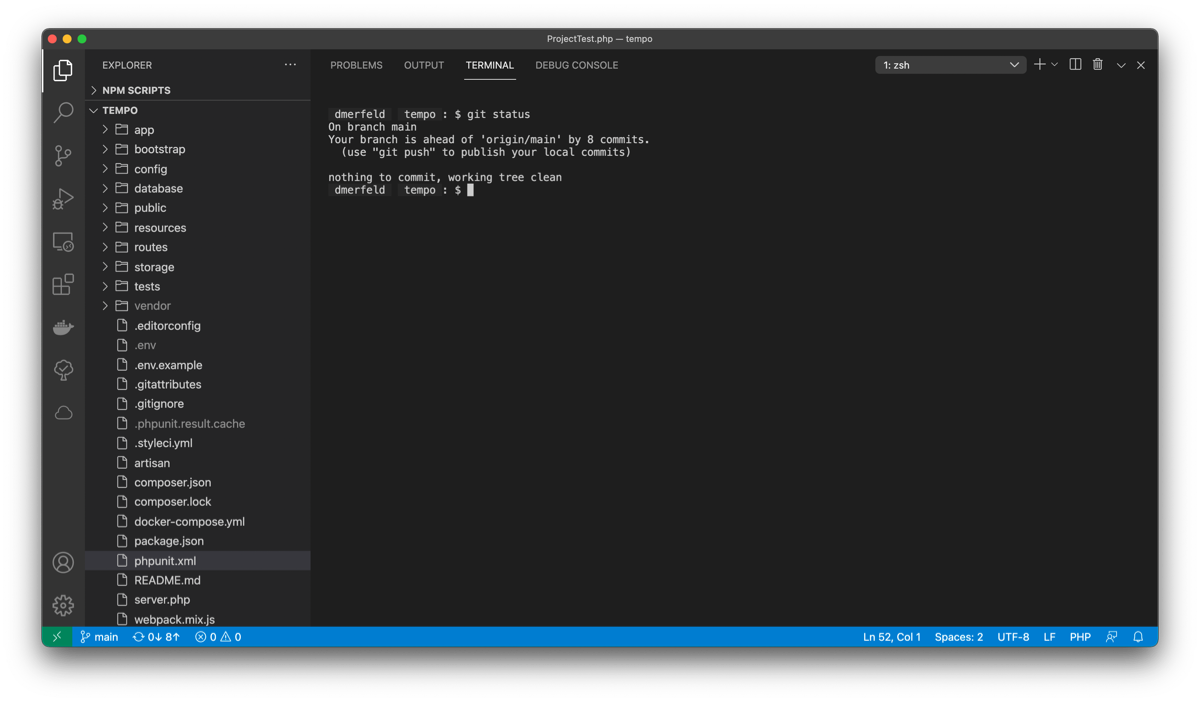 ProjectTest.php — tempo
EXPLORER
PROBLEMS OUTPUT TERMINAL DEBUG CONSOLE
1: zsh
NPM SCRIPTS
TEMPO
app
bootstrap
config
database
public
resources
routes
storage
tests
vendor
.editorconfig
.env
.env.example
.gitattributes
.gitignore
.phpunit.result.cache
.styleci.yml
artisan
composer.json
composer.lock
docker-compose.yml
package.json
phpunit.xml
README.md
server.php
webpack.mix.js
dmerfeld tempo : $ git status
On branch main
Your branch is ahead of 'origin/main' by 8 commits.
(use "git push" to publish your local commits)
nothing to commit, working tree clean
dmerfeld tempo : $
main 0↓ 8↑ 0 0
Ln 52, Col 1 Spaces: 2 UTF-8 LF PHP